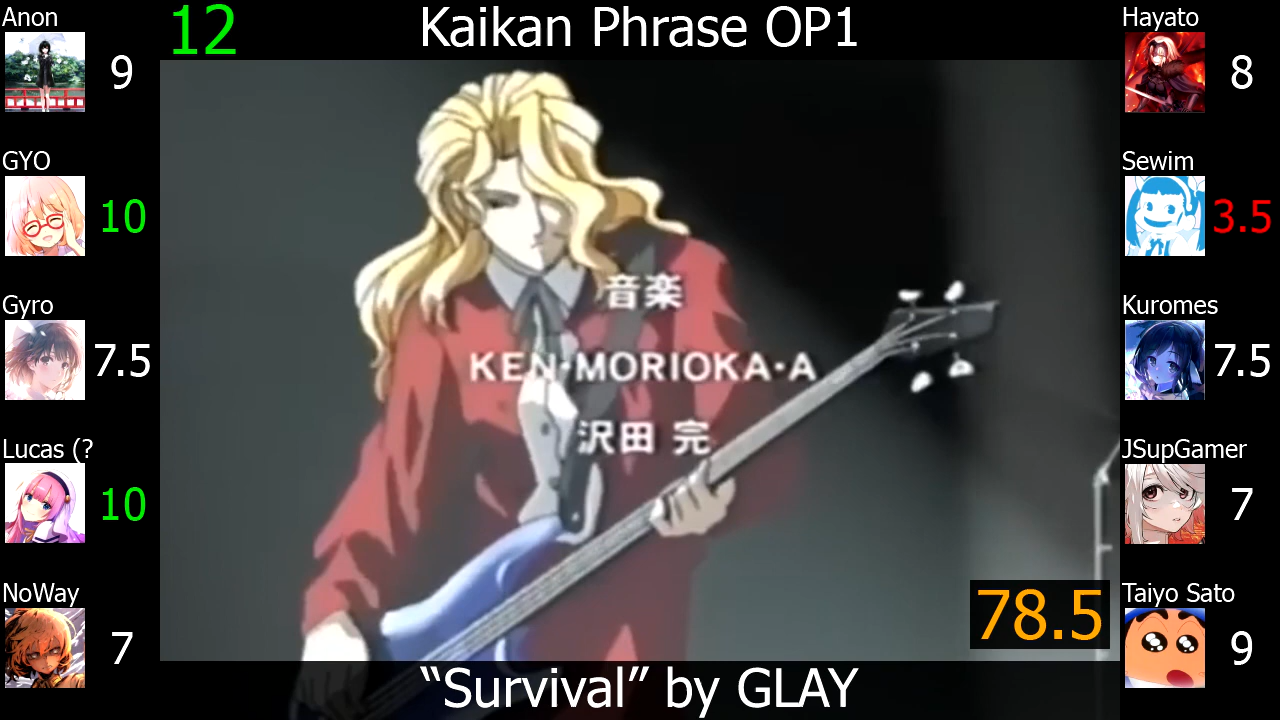 Anon
9
12
Kaikan Phrase OP1
Hayato
8
GYO
10
Sewim
3.5
音楽
Gyro
7.5
KEN・MORIOKA・A
Kuromes
7.5
沢田 完
Lucas (?
10
JSupGamer
7
NoWay
7
78.5
Taiyo Sato
9
“Survival” by GLAY